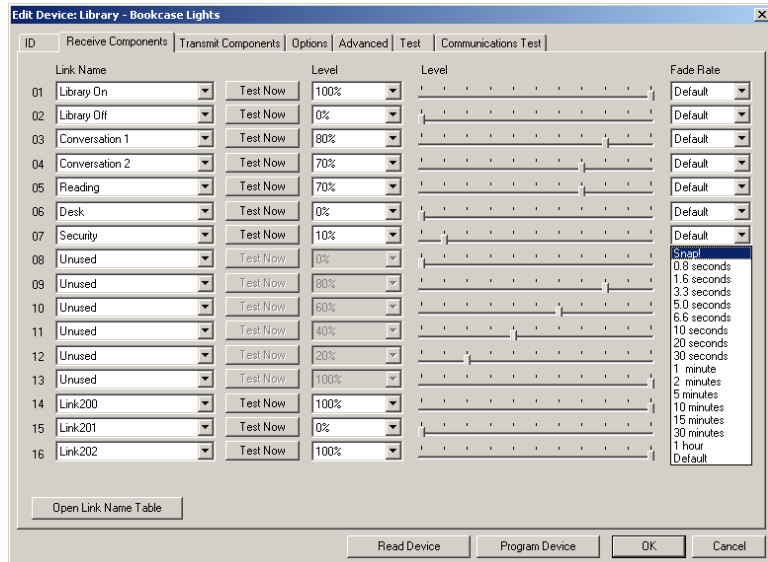 Edit Device: Library - Bookcase Lights
ID Receive Components Transmit Components Options Advanced Test Communications Test
Link Name Level Level Fade Rate
01 Library On Test Now 100% Default
02 Library Off Test Now 0% Default
03 Conversation 1 Test Now 80% Default
04 Conversation 2 Test Now 70% Default
05 Reading Test Now 70% Default
06 Desk Test Now 0% Default
07 Security Test Now 10% Default
08 Unused Test Now 0%
09 Unused Test Now 80%
10 Unused Test Now 60%
11 Unused Test Now 40%
12 Unused Test Now 20%
13 Unused Test Now 100%
14 Link200 Test Now 100%
15 Link201 Test Now 0%
16 Link202 Test Now 100%
Snap!
0.8 seconds
1.6 seconds
3.3 seconds
5.0 seconds
6.6 seconds
10 seconds
20 seconds
30 seconds
1 minute
2 minutes
5 minutes
10 minutes
15 minutes
30 minutes
1 hour
Default
Open Link Name Table
Read Device Program Device OK Cancel